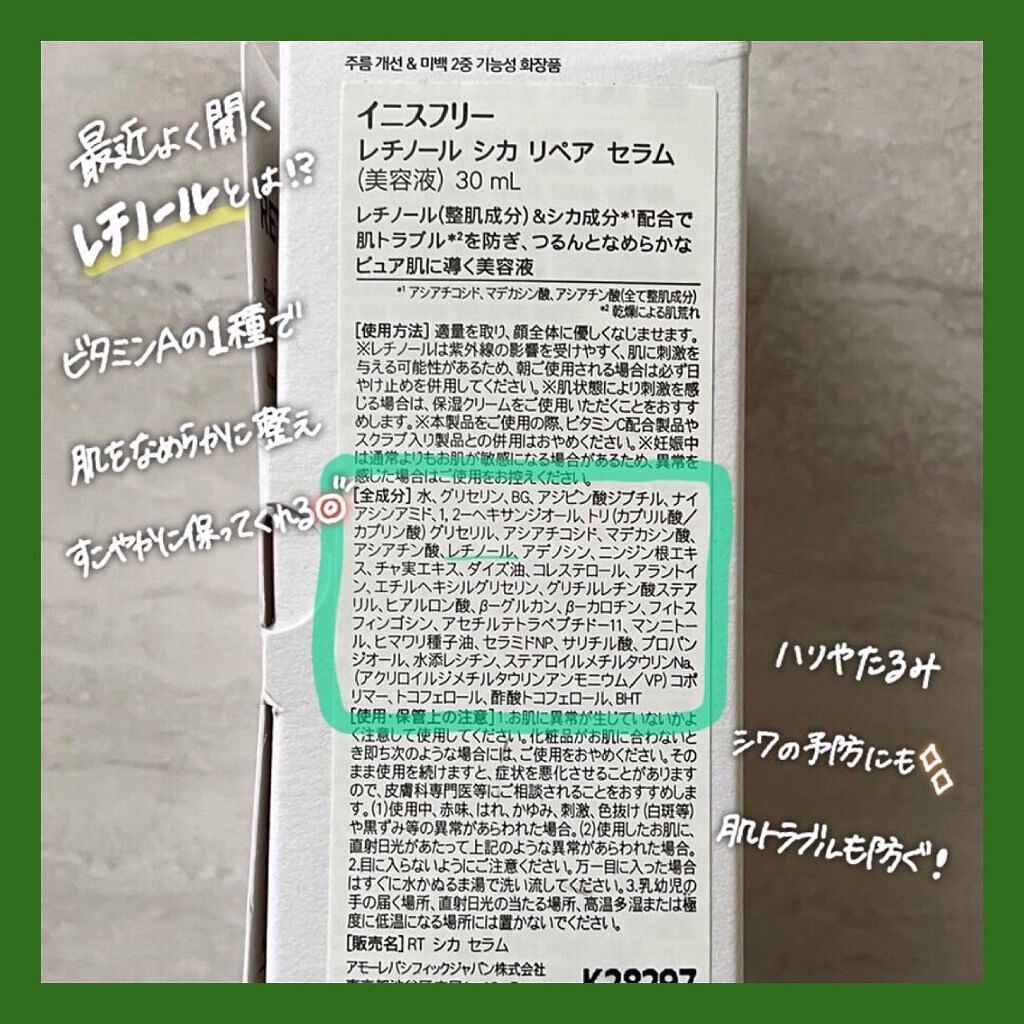 주름 개선 & 미백 2중 기능성 화장품
イニスフリー
レチノール シカ リペア セラム
(美容液) 30 mL
レチノール(整肌成分)&シカ成分*1配合で
肌トラブル*2を防ぎ、つるんとなめらかな
ピュア肌に導く美容液
*1 アシアチコシド、マデカシン酸、アシアチン酸(全て整肌成分)
*2 乾燥による肌荒れ
[使用方法] 適量を取り、顔全体に優しくなじませます。
※レチノールは紫外線の影響を受けやすく、肌に刺激を
与える可能性があるため、朝ご使用される場合は必ず日
やけ止めを併用してください。※肌状態により刺激を感
じる場合は、保湿クリームをご使用いただくことをおすす
めします。※本製品をご使用の際、ビタミンC配合製品や
スクラブ入り製品との併用はおやめください。※妊娠中
は通常よりもお肌が敏感になる場合があるため、異常を
感じた場合はご使用をお控えください。
[全成分] 水、グリセリン、BG、アジピン酸ジブチル、ナイ
アシンアミド、1,2-ヘキサンジオール、トリ(カプリル酸/
カプリン酸)グリセリル、アシアチコシド、マデカシン酸、
アシアチン酸、レチノール、アデノシン、ニンジン根エキ
ス、チャ実エキス、ダイズ油、コレステロール、アラントイ
ン、エチルヘキシルグリセリン、グリチルレチン酸ステア
リル、ヒアルロン酸、β-グルカン、β-カロチン、フィトス
フィンゴシン、アセチルテトラペプチド-11、マンニトー
ル、ヒマワリ種子油、セラミドNP、サリチル酸、プロパン
ジオール、水添レシチン、ステアロイルメチルタウリンNa、
(アクリロイルジメチルタウリンアンモニウム/VP)コポ
リマー、トコフェロール、酢酸トコフェロール、BHT
[使用・保管上の注意] 1.お肌に異常が生じていないかよ
く注意して使用してください。化粧品がお肌に合わないと
き即ち次のような場合には、ご使用をおやめください。その
まま使用を続けますと、症状を悪化させることがあります
ので、皮膚科専門医等にご相談されることをおすすめしま
す。(1)使用中、赤味、はれ、かゆみ、刺激、色抜け(白斑等)
や黒ずみ等の異常があらわれた場合。(2)使用したお肌に、
直射日光があたって上記のような異常があらわれた場合。
2.目に入らないようにご注意ください。万一目に入った場合
はすぐに水かぬるま湯で洗い流してください。3.乳幼児の
手の届く場所、直射日光の当たる場所、高温多湿または極
度に低温になる場所には置かないでください。
[販売名] RT シカ セラム
アモーレパシフィックジャパン株式会社
K28297
最近よく聞く
レチノールとは!?
ビタミンAの1種で
肌をなめらかに整え
すこやかに保ってくれる
ハリやたるみ
シワの予防にも
肌トラブルも防ぐ!